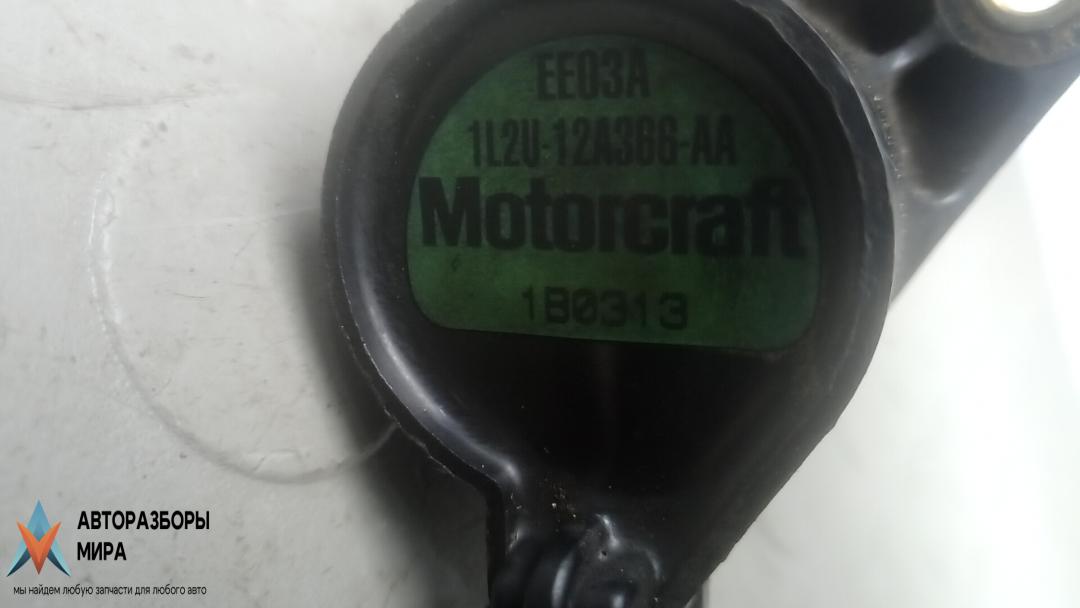 EE03A
1L2U-12A366-AA
Motorcraft
1B0313
АВТОРАЗБОРЫ
МИРА
мы найдем любую запчасти для любого авто